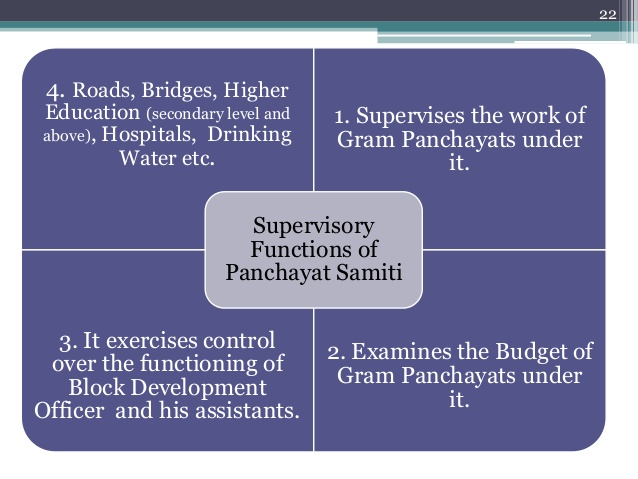 22
4. Roads, Bridges, Higher
Education (secondary level and
above), Hospitals, Drinking
Water etc.
1. Supervises the work of
Gram Panchayats under
it.
Supervisory
Functions of
Panchayat Samiti
3. It exercises control
over the functioning of
Block Development
Officer and his assistants.
2. Examines the Budget of
Gram Panchayats under
it.